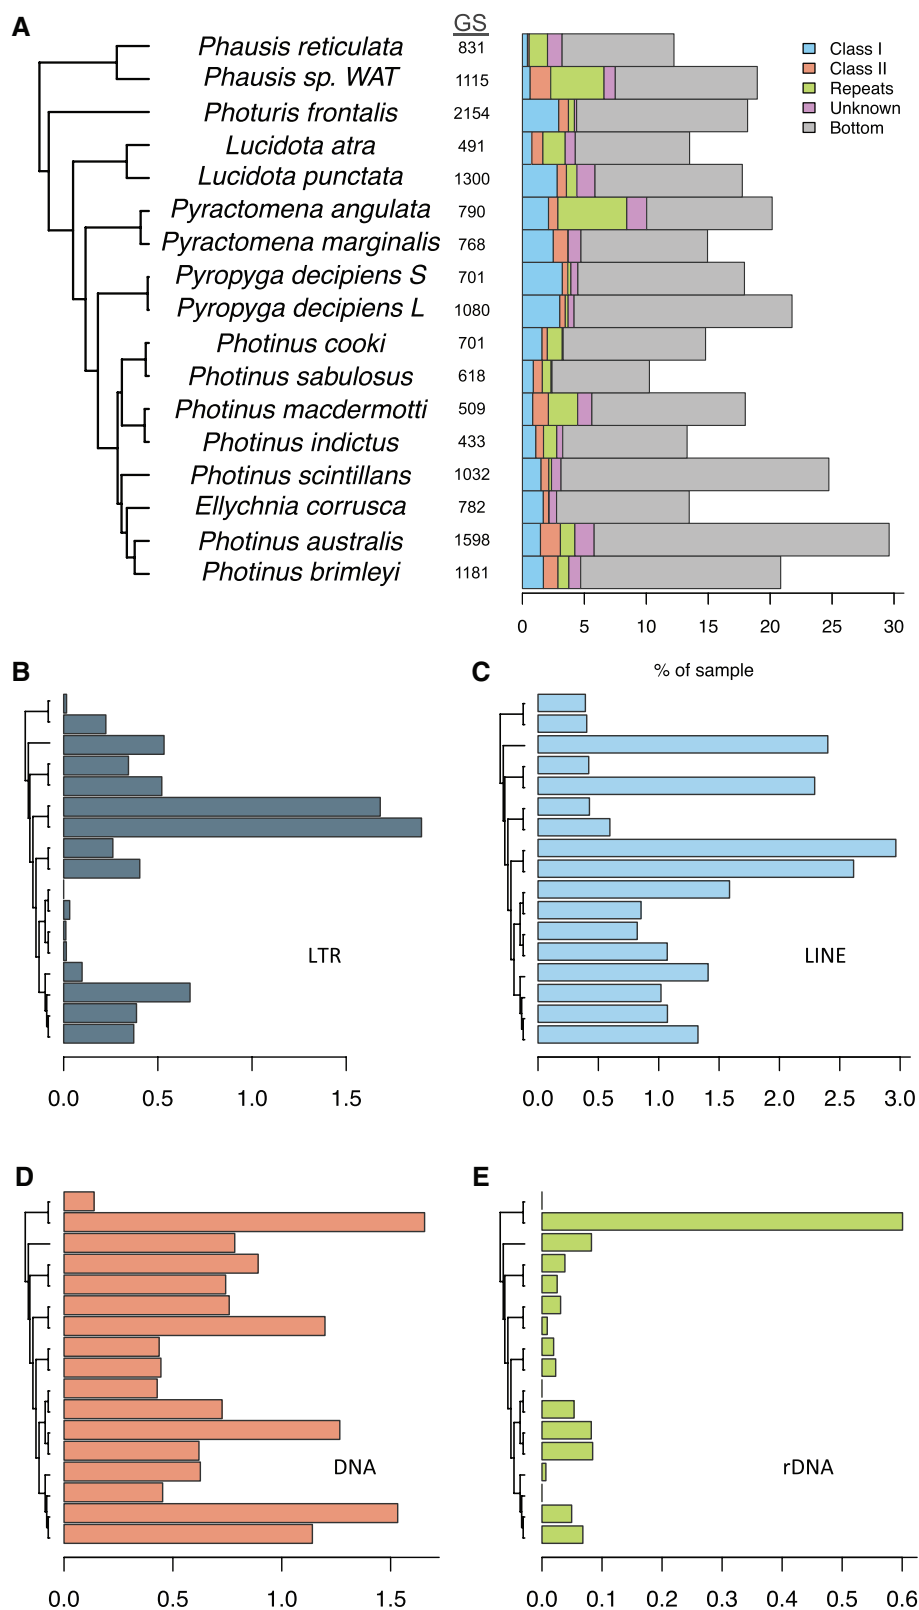 A
GS
Phausis reticulata 831
Phausis sp. WAT 1115
Photuris frontalis 2154
Lucidota atra 491
Lucidota punctata 1300
Pyractomena angulata 790
Pyractomena marginalis 768
Pyropyga decipiens S 701
Pyropyga decipiens L 1080
Photinus cooki 701
Photinus sabulosus 618
Photinus macdermotti 509
Photinus indictus 433
Photinus scintillans 1032
Ellychnia corrusca 782
Photinus australis 1598
Photinus brimleyi 1181
Class I
Class II
Repeats
Unknown
Bottom
0 5 10 15 20 25 30
% of sample
B
LTR
0.0 0.5 1.0 1.5
C
LINE
0.0 0.5 1.0 1.5 2.0 2.5 3.0
D
DNA
0.0 0.5 1.0 1.5
E
rDNA
0.0 0.1 0.2 0.3 0.4 0.5 0.6